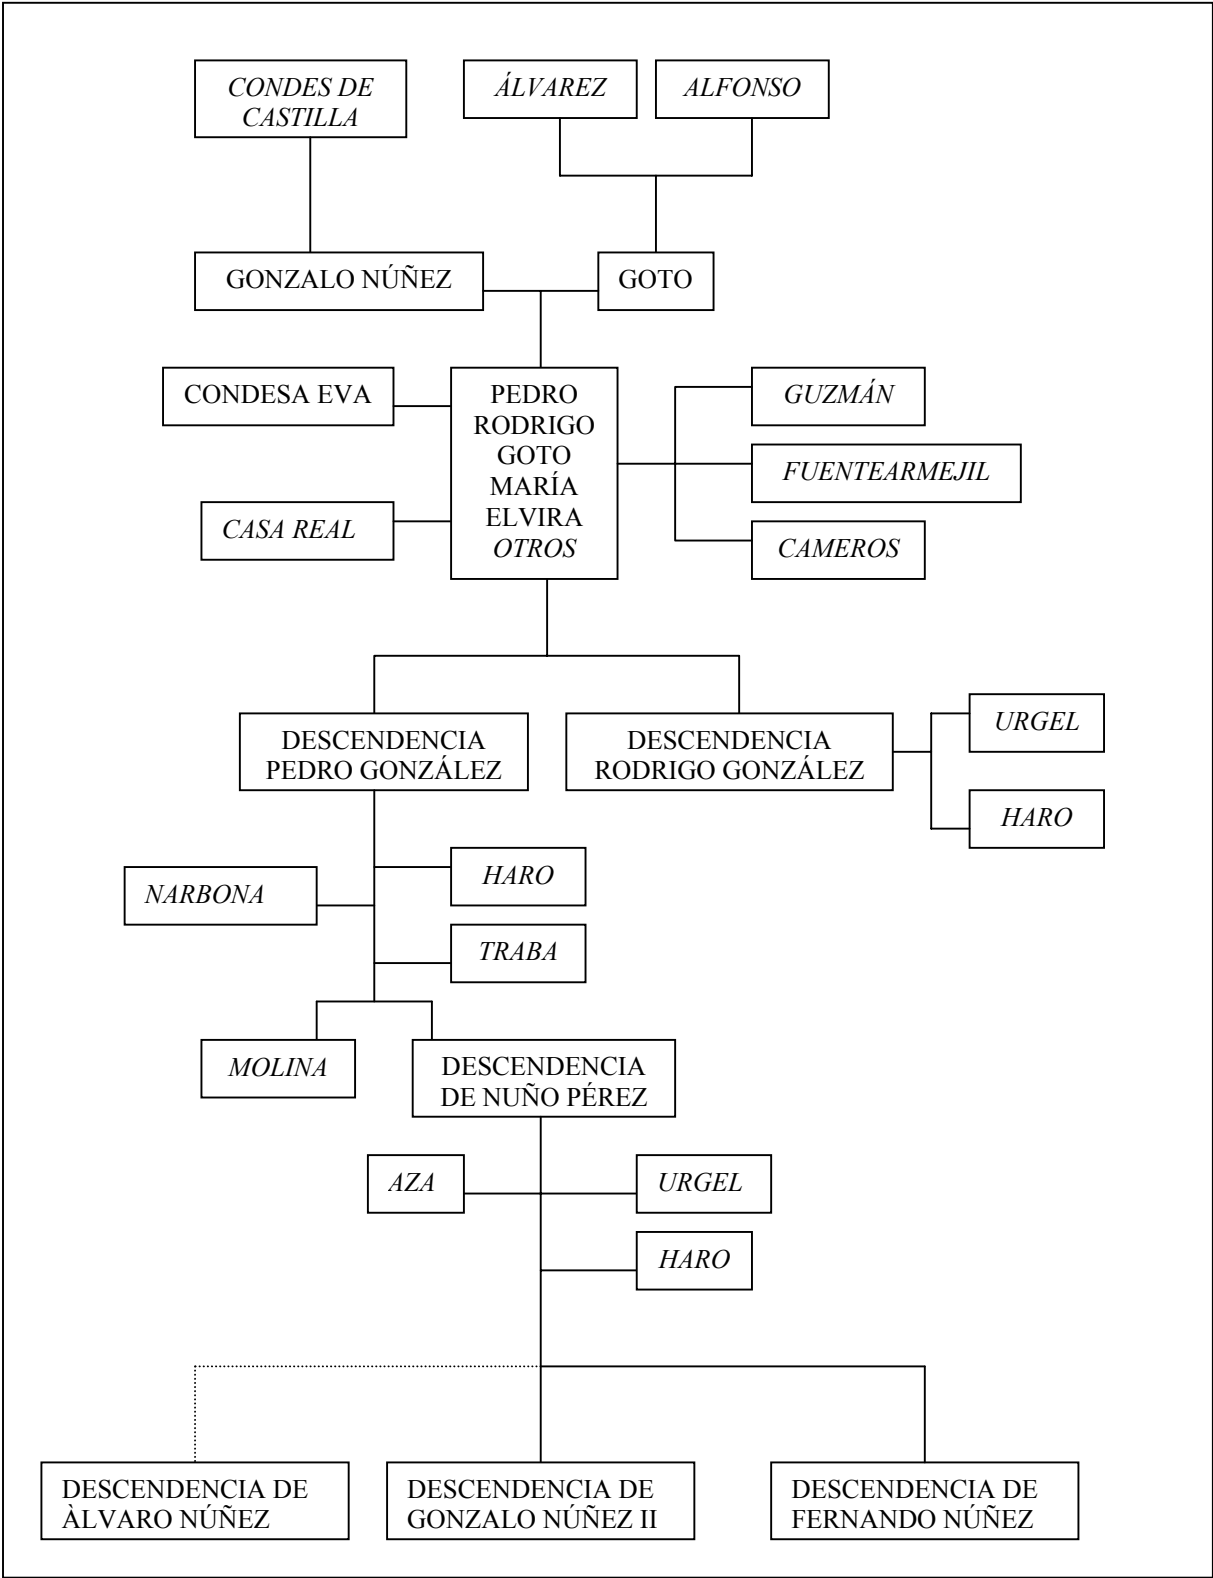 CONDES DE
CASTILLA
ÁLVAREZ
ALFONSO
GONZALO NÚÑEZ
GOTO
CONDESA EVA
PEDRO
RODRIGO
GOTO
MARÍA
ELVIRA
OTROS
GUZMÁN
FUENTEARMEJIL
CASA REAL
CAMEROS
DESCENDENCIA
PEDRO GONZÁLEZ
DESCENDENCIA
RODRIGO GONZÁLEZ
URGEL
HARO
NARBONA
HARO
TRABA
MOLINA
DESCENDENCIA
DE NUÑO PÉREZ
AZA
URGEL
HARO
DESCENDENCIA DE
ÀLVARO NÚÑEZ
DESCENDENCIA DE
GONZALO NÚÑEZ II
DESCENDENCIA DE
FERNANDO NÚÑEZ